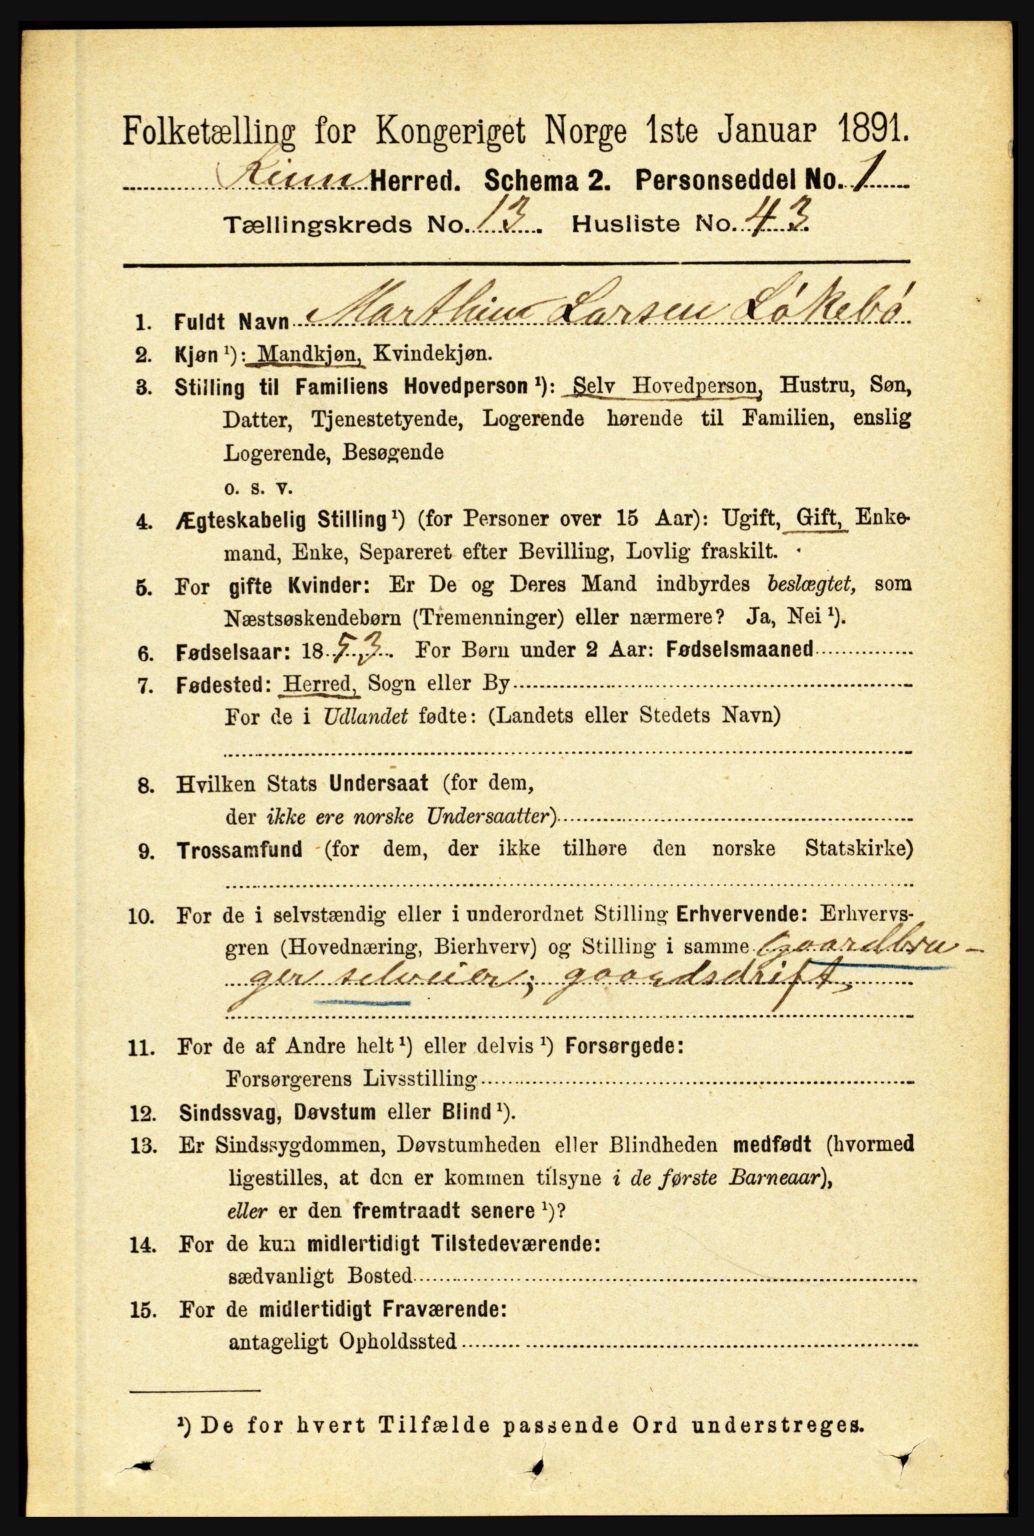 Folketælling for Kongeriget Norge 1ste Januar 1891.
Kinn Herred. Schema 2. Personseddel No. 1
Tællingskreds No. 13. Husliste No. 43.
1. Fuldt Navn Marthin Larsen Løkebø
2. Kjøn ¹): Mandkjøn, Kvindekjøn.
3. Stilling til Familiens Hovedperson ¹): Selv Hovedperson, Hustru, Søn,
Datter, Tjenestetyende, Logerende hørende til Familien, enslig
Logerende, Besøgende
o. s. v.
4. Ægteskabelig Stilling ¹) (for Personer over 15 Aar): Ugift, Gift, Enke-
mand, Enke, Separeret efter Bevilling, Lovlig fraskilt.
5. For gifte Kvinder: Er De og Deres Mand indbyrdes beslægtet, som
Næstsøskendebørn (Tremenninger) eller nærmere? Ja, Nei ¹).
6. Fødselsaar: 1853. For Børn under 2 Aar: Fødselsmaaned
7. Fødested: Herred, Sogn eller By
For de i Udlandet fødte: (Landets eller Stedets Navn)
8. Hvilken Stats Undersaat (for dem,
der ikke ere norske Undersaatter)
9. Trossamfund (for dem, der ikke tilhøre den norske Statskirke)
10. For de i selvstændig eller i underordnet Stilling Erhvervende: Erhvervs-
gren (Hovednæring, Bierhverv) og Stilling i samme gaardbru-
ger selveier; gaardsdrift,
11. For de af Andre helt ¹) eller delvis ¹) Forsørgede:
Forsørgerens Livsstilling
12. Sindssvag, Døvstum eller Blind ¹).
13. Er Sindssygdommen, Døvstumheden eller Blindheden medfødt (hvormed
ligestilles, at den er kommen tilsyne i de første Barneaar),
eller er den fremtraadt senere ¹)?
14. For de kun midlertidigt Tilstedeværende:
sædvanligt Bosted
15. For de midlertidigt Fraværende:
antageligt Opholdssted
¹) De for hvert Tilfælde passende Ord understreges.